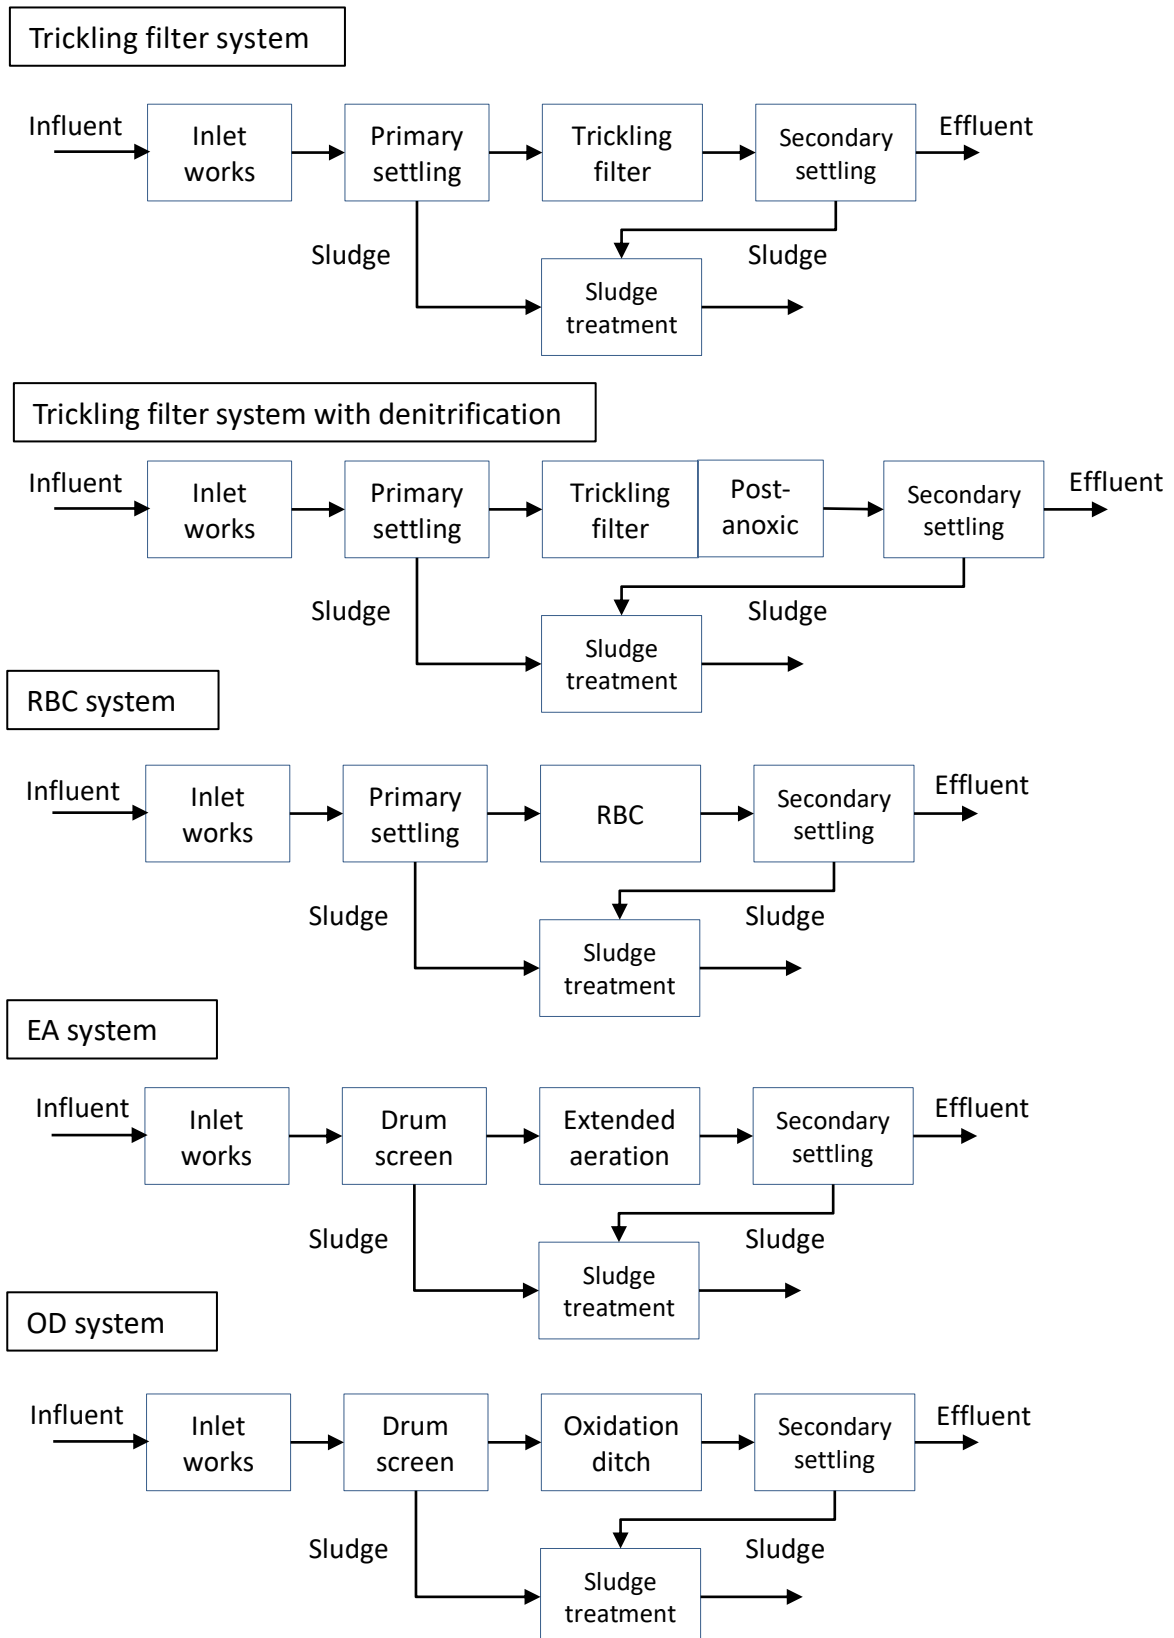 Trickling filter system
Influent
Inlet
works
Primary
settling
Trickling
filter
Secondary
settling
Effluent
Sludge
Sludge
Sludge
treatment
Trickling filter system with denitrification
Influent
Inlet
works
Primary
settling
Trickling
filter
Post-
anoxic
Secondary
settling
Effluent
Sludge
Sludge
Sludge
treatment
RBC system
Influent
Inlet
works
Primary
settling
RBC
Secondary
settling
Effluent
Sludge
Sludge
Sludge
treatment
EA system
Influent
Inlet
works
Drum
screen
Extended
aeration
Secondary
settling
Effluent
Sludge
Sludge
Sludge
treatment
OD system
Influent
Inlet
works
Drum
screen
Oxidation
ditch
Secondary
settling
Effluent
Sludge
Sludge
Sludge
treatment